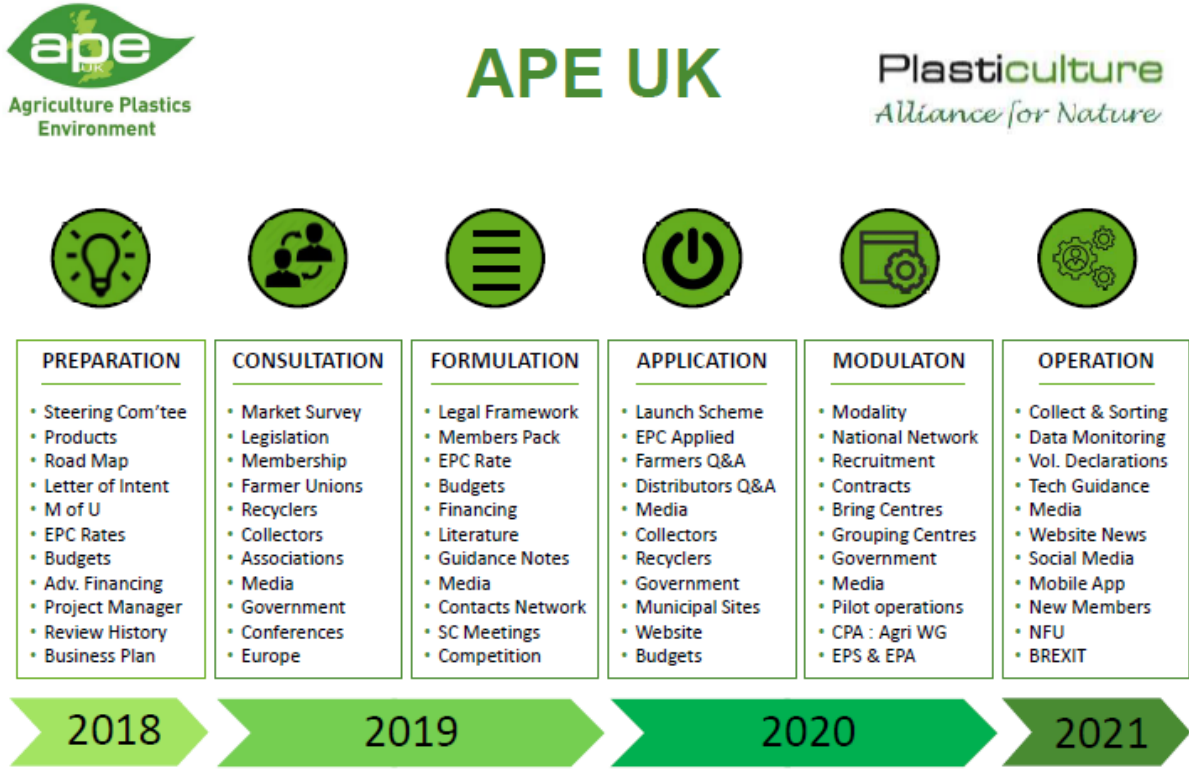 ape
UK
Agriculture Plastics
Environment
APE UK
Plasticulture
Alliance for Nature
PREPARATION
• Steering Com'tee
• Products
• Road Map
• Letter of Intent
• M of U
• EPC Rates
• Budgets
• Adv. Financing
• Project Manager
• Review History
• Business Plan
CONSULTATION
• Market Survey
• Legislation
• Membership
• Farmer Unions
• Recyclers
• Collectors
• Associations
• Media
• Government
• Conferences
• Europe
FORMULATION
• Legal Framework
• Members Pack
• EPC Rate
• Budgets
• Financing
• Literature
• Guidance Notes
• Media
• Contacts Network
• SC Meetings
• Competition
APPLICATION
• Launch Scheme
• EPC Applied
• Farmers Q&A
• Distributors Q&A
• Media
• Collectors
• Recyclers
• Government
• Municipal Sites
• Website
• Budgets
MODULATON
• Modality
• National Network
• Recruitment
• Contracts
• Bring Centres
• Grouping Centres
• Government
• Media
• Pilot operations
• CPA : Agri WG
• EPS & EPA
OPERATION
• Collect & Sorting
• Data Monitoring
• Vol. Declarations
• Tech Guidance
• Media
• Website News
• Social Media
• Mobile App
• New Members
• NFU
• BREXIT
2018
2019
2020
2021